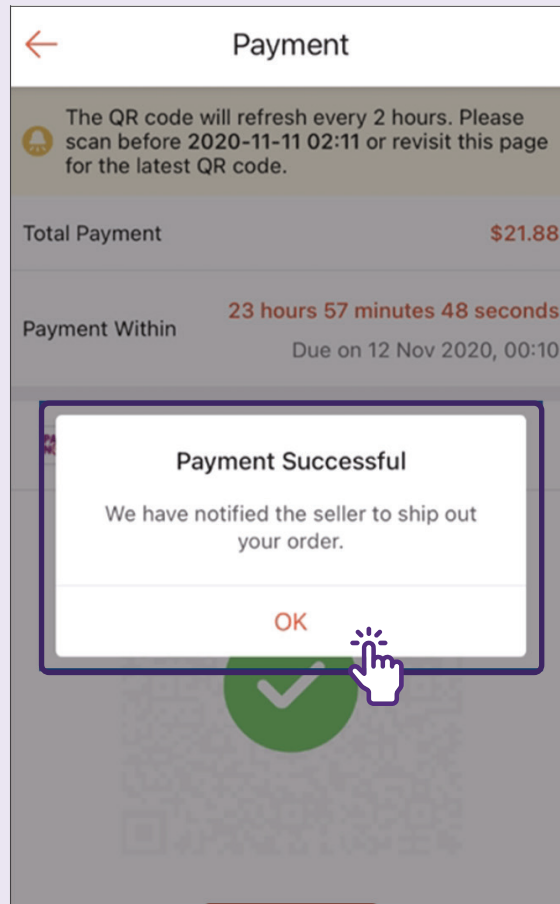 Payment
The QR code will refresh every 2 hours. Please
scan before 2020-11-11 02:11 or revisit this page
for the latest QR code.
Total Payment
$21.88
23 hours 57 minutes 48 seconds
Payment Within
Due on 12 Nov 2020, 00:10
Payment Successful
We have notified the seller to ship out
your order.
OK